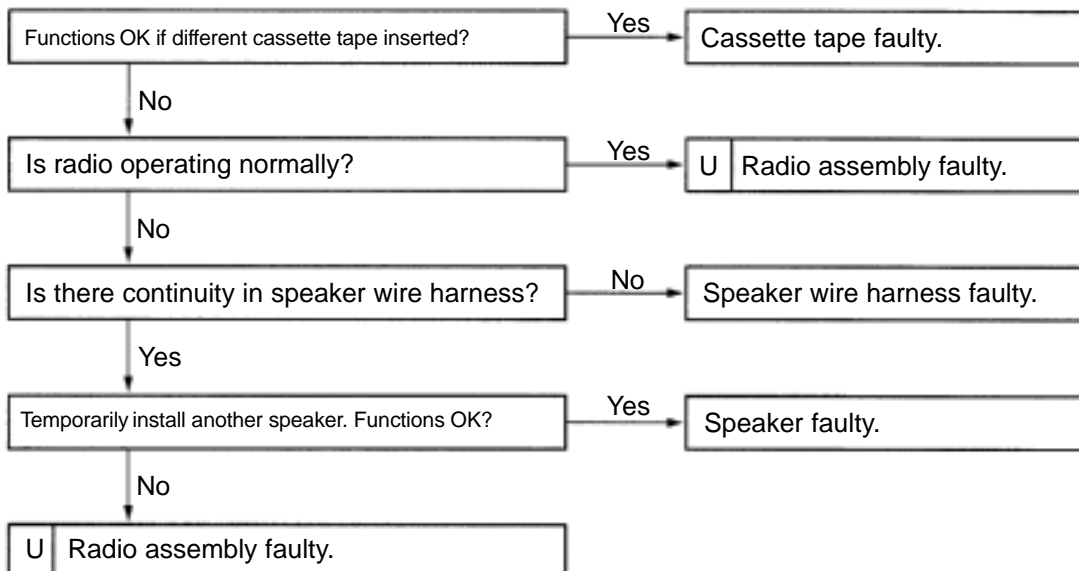 Functions OK if different cassette tape inserted?
Yes
Cassette tape faulty.
No
Is radio operating normally?
Yes
U Radio assembly faulty.
No
Is there continuity in speaker wire harness?
No
Speaker wire harness faulty.
Yes
Temporarily install another speaker. Functions OK?
Yes
Speaker faulty.
No
U Radio assembly faulty.